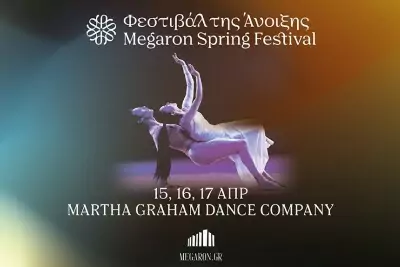 Φεστιβάλ της Άνοιξης
Megaron Spring Festival
15, 16, 17 ΑΠΡ
MARTHA GRAHAM DANCE COMPANY
MEGARON.GR